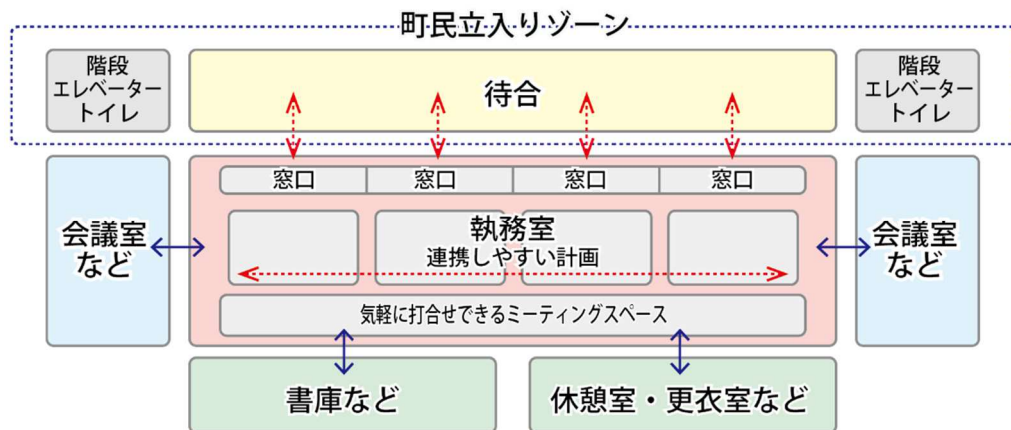 町民立入りゾーン
階段
エレベーター
トイレ
待合
階段
エレベーター
トイレ
窓口
窓口
窓口
窓口
会議室
など
執務室
連携しやすい計画
会議室
など
気軽に打合せできるミーティングスペース
書庫など
休憩室・更衣室など